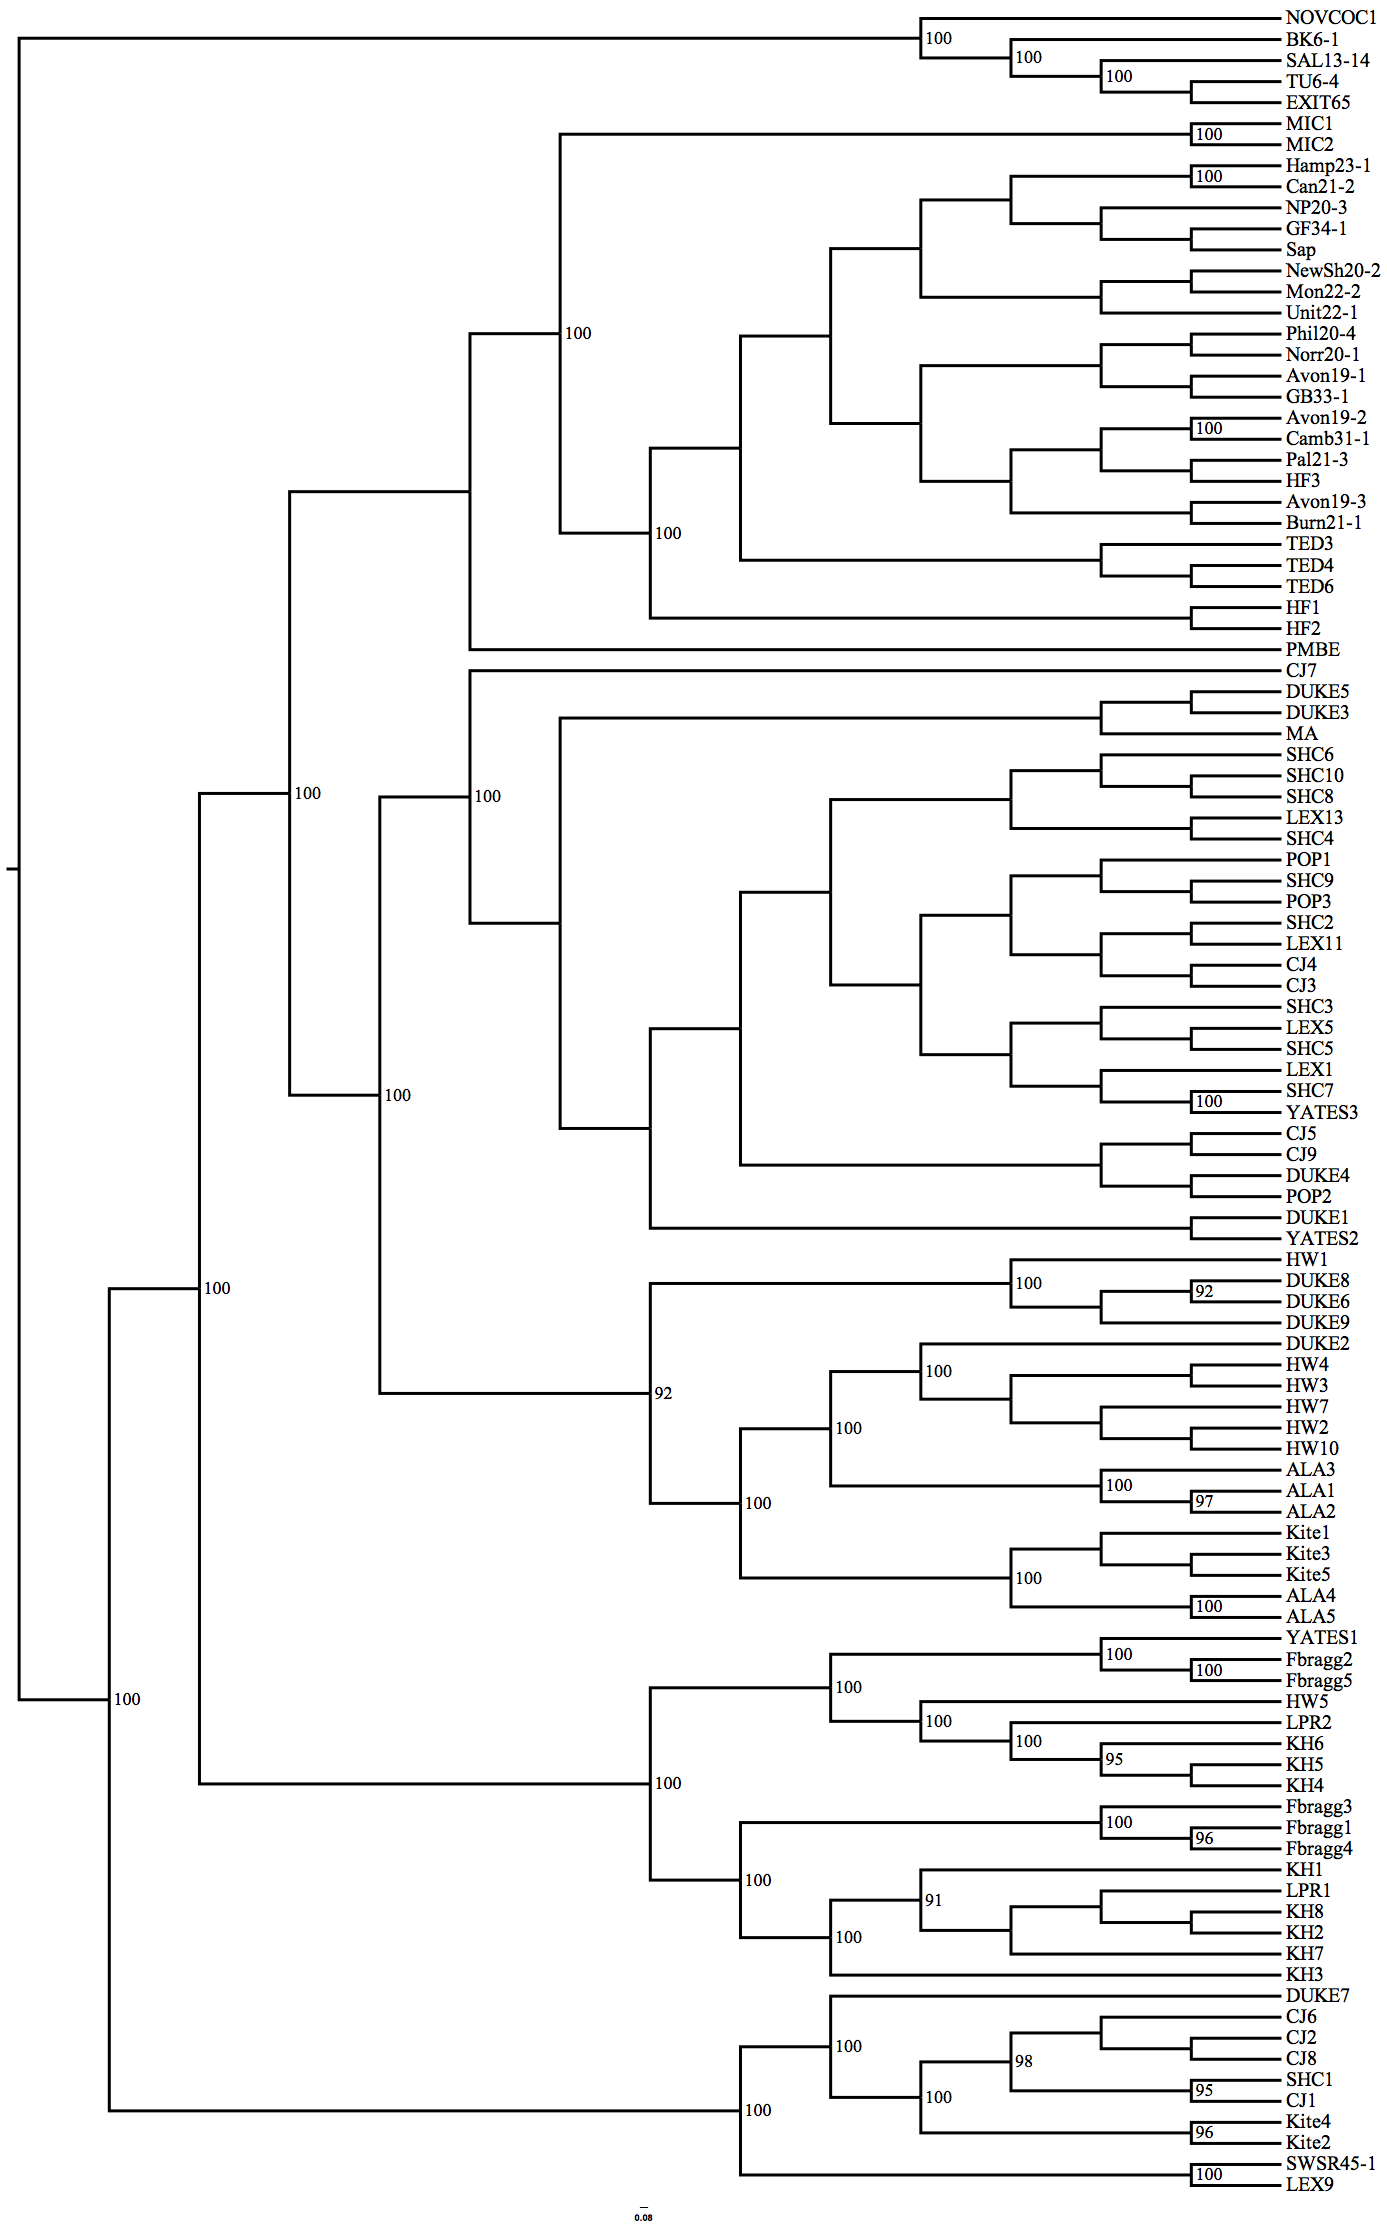 NOVCOC1
100
BK6-1
100
SAL13-14
100
TU6-4
EXIT65
MIC1
100
MIC2
Hamp23-1
100
Can21-2
NP20-3
GF34-1
Sap
NewSh20-2
Mon22-2
Unit22-1
100
Phil20-4
Norr20-1
Avon19-1
GB33-1
Avon19-2
100
Camb31-1
Pal21-3
HF3
Avon19-3
Burn21-1
100
TED3
TED4
TED6
HF1
HF2
PMBE
CJ7
DUKE5
DUKE3
MA
SHC6
SHC10
100
100
SHC8
LEX13
SHC4
POP1
SHC9
POP3
SHC2
LEX11
CJ4
CJ3
SHC3
LEX5
SHC5
LEX1
SHC7
100
100
YATES3
CJ5
CJ9
DUKE4
POP2
DUKE1
YATES2
HW1
100
DUKE8
100
92
DUKE6
DUKE9
DUKE2
HW4
100
HW3
92
HW7
HW2
100
HW10
ALA3
100
ALA1
100
97
ALA2
Kite1
Kite3
Kite5
100
ALA4
100
ALA5
YATES1
100
Fbragg2
100
Fbragg5
100
HW5
100
100
LPR2
100
KH6
95
KH5
100
KH4
Fbragg3
100
Fbragg1
96
Fbragg4
KH1
100
LPR1
91
KH8
KH2
100
KH7
KH3
DUKE7
CJ6
CJ2
100
CJ8
98
SHC1
95
CJ1
100
100
Kite4
96
Kite2
SWSR45-1
100
LEX9
0.08